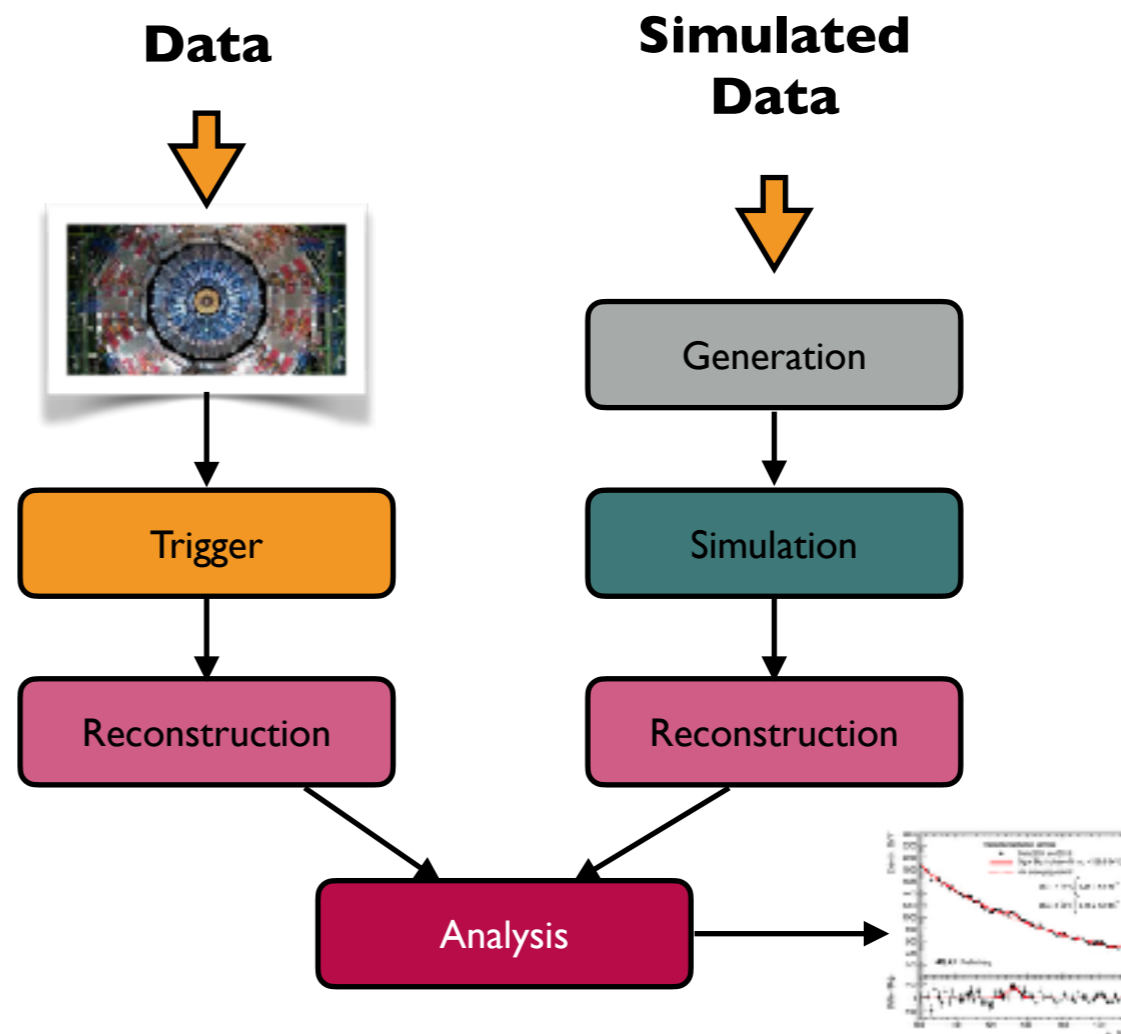 Data
Simulated
Data
Generation
Trigger
Simulation
Reconstruction
Reconstruction
Analysis